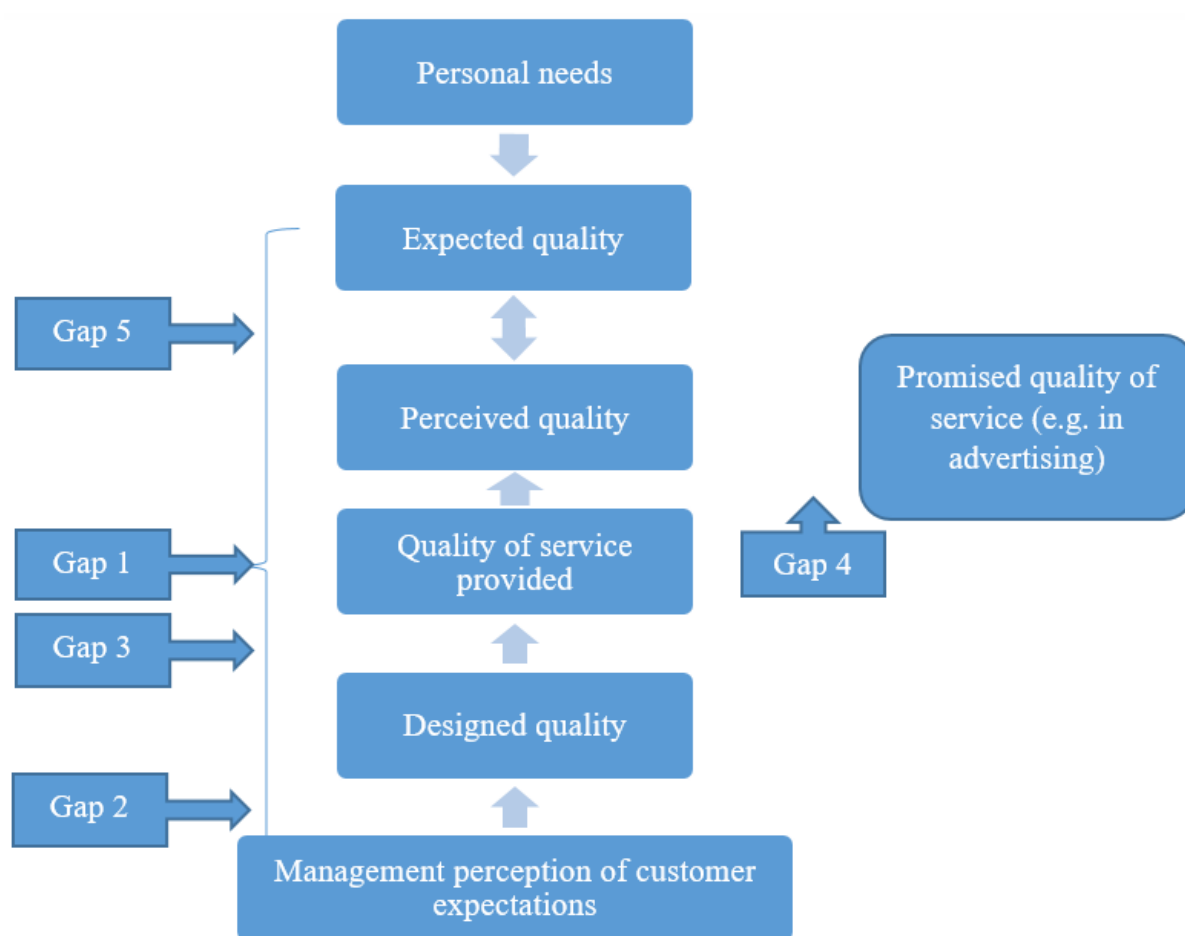 Personal needs
Expected quality
Gap 5
Perceived quality
Promised quality of
service (e.g. in
advertising)
Gap 1
Quality of service
provided
Gap 4
Gap 3
Designed quality
Gap 2
Management perception of customer
expectations